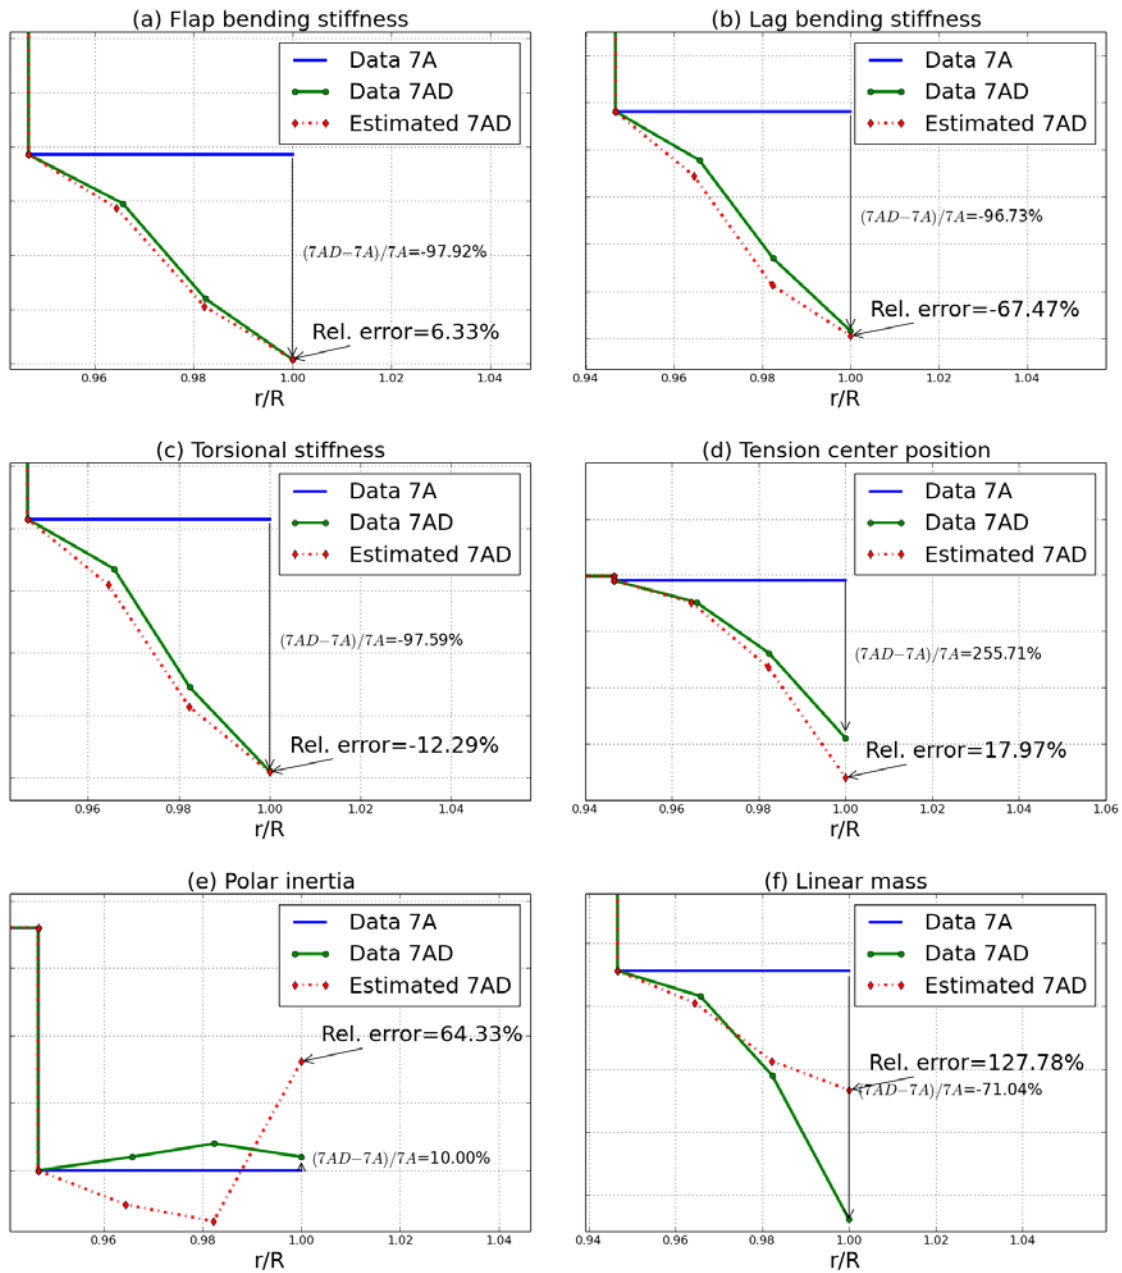 (a) Flap bending stiffness
Data 7A
Data 7AD
Estimated 7AD
(7AD−7A)/7A=-97.92%
Rel. error=6.33%
0.96 0.98 1.00 1.02 1.04
r/R
(b) Lag bending stiffness
Data 7A
Data 7AD
Estimated 7AD
(7AD−7A)/7A=-96.73%
Rel. error=-67.47%
0.94 0.96 0.98 1.00 1.02 1.04
r/R
(c) Torsional stiffness
Data 7A
Data 7AD
Estimated 7AD
(7AD−7A)/7A=-97.59%
Rel. error=-12.29%
0.96 0.98 1.00 1.02 1.04
r/R
(d) Tension center position
Data 7A
Data 7AD
Estimated 7AD
(7AD−7A)/7A=255.71%
Rel. error=17.97%
0.94 0.96 0.98 1.00 1.02 1.04 1.06
r/R
(e) Polar inertia
Data 7A
Data 7AD
Estimated 7AD
Rel. error=64.33%
(7AD−7A)/7A=10.00%
0.96 0.98 1.00 1.02 1.04
r/R
(f) Linear mass
Data 7A
Data 7AD
Estimated 7AD
Rel. error=127.78%
(7AD−7A)/7A=-71.04%
0.94 0.96 0.98 1.00 1.02 1.04
r/R